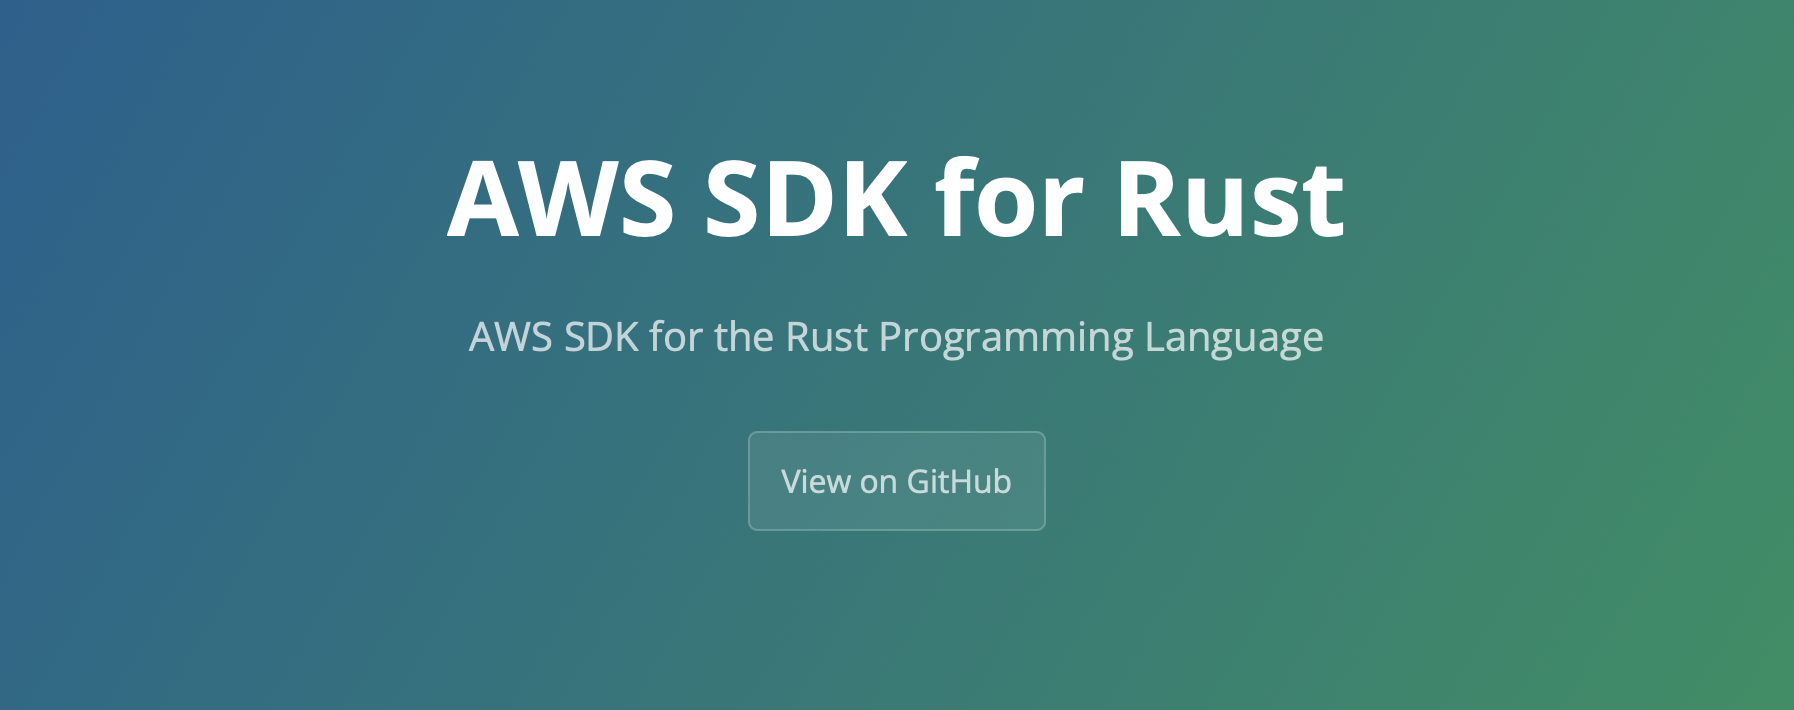 AWS SDK for Rust
AWS SDK for the Rust Programming Language
View on GitHub